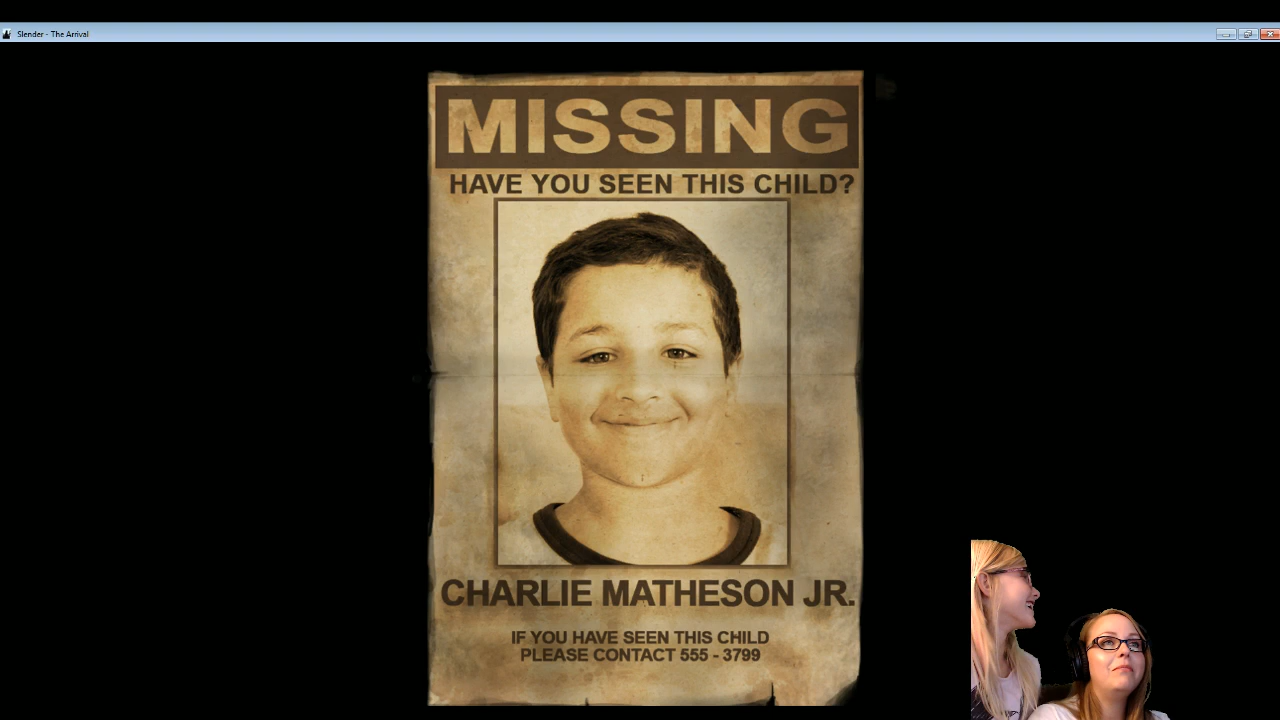 Slender - The Arrival
MISSING
HAVE YOU SEEN THIS CHILD?
CHARLIE MATHESON JR.
IF YOU HAVE SEEN THIS CHILD
PLEASE CONTACT 555 - 3799